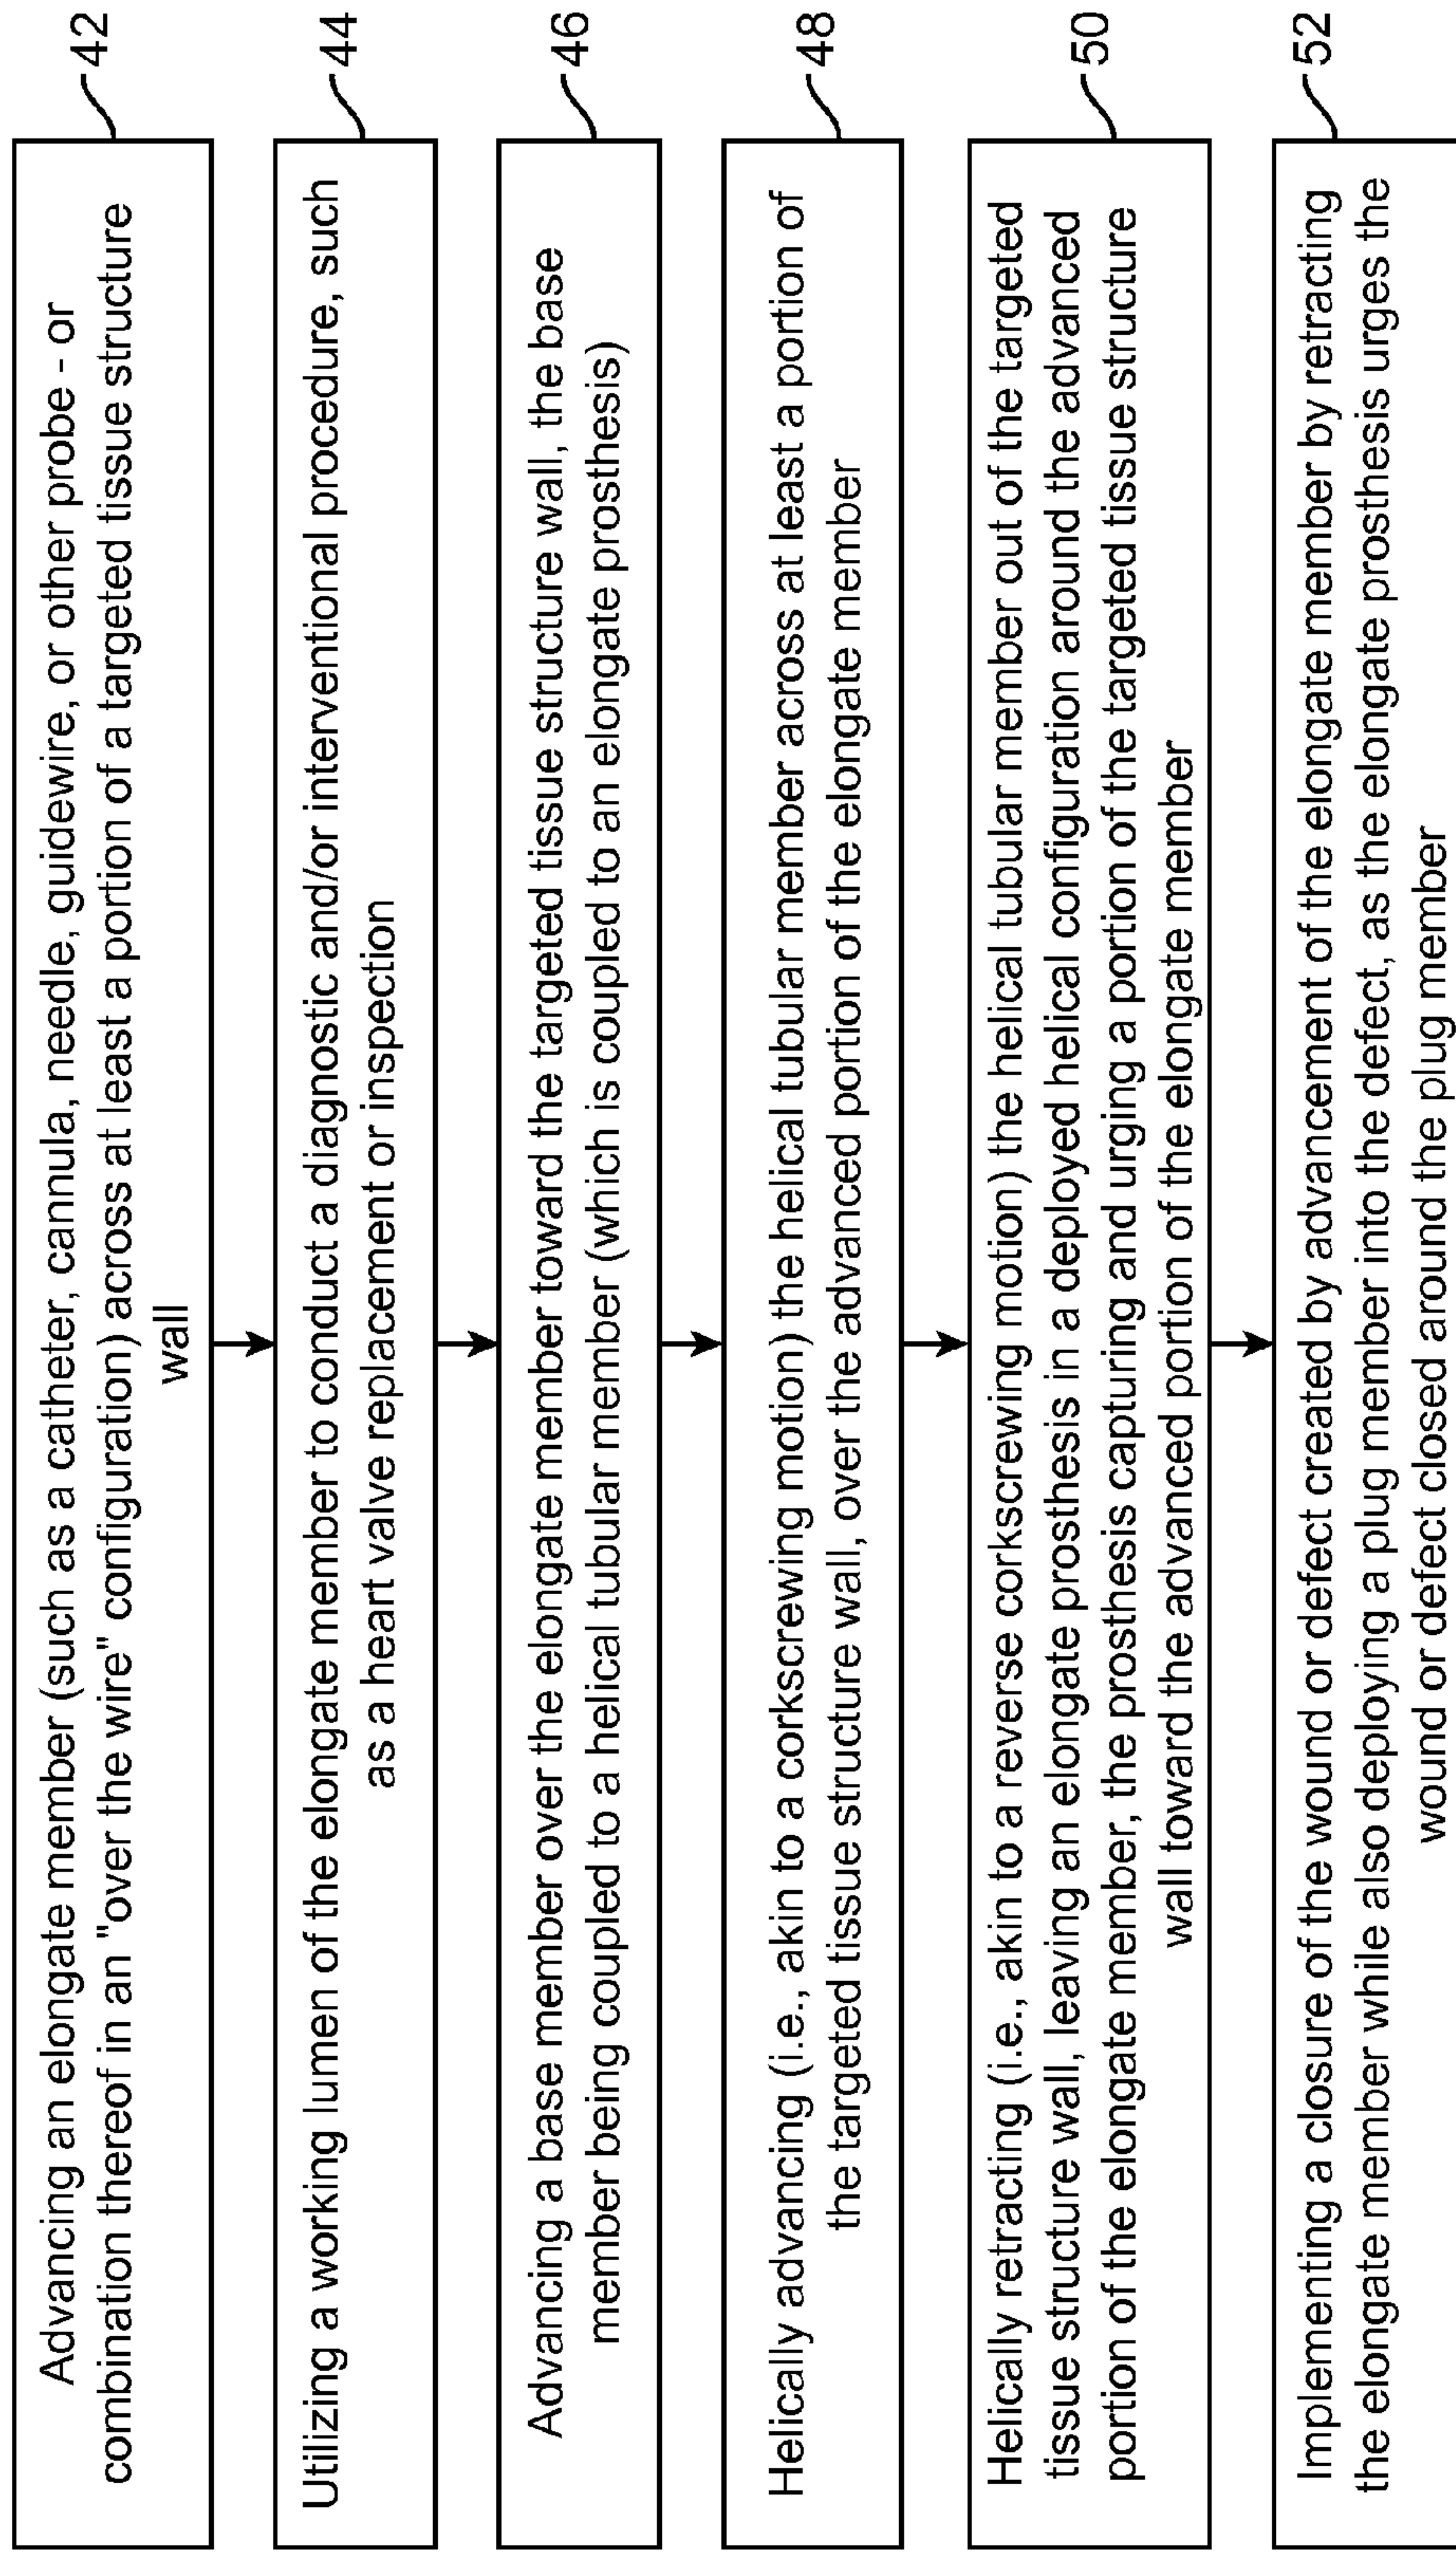 Advancing an elongate member (such as a catheter, cannula, needle, guidewire, or other probe - or
combination thereof in an "over the wire" configuration) across at least a portion of a targeted tissue structure
wall
42
Utilizing a working lumen of the elongate member to conduct a diagnostic and/or interventional procedure, such
as a heart valve replacement or inspection
44
Advancing a base member over the elongate member toward the targeted tissue structure wall, the base
member being coupled to a helical tubular member (which is coupled to an elongate prosthesis)
46
Helically advancing (i.e., akin to a corkscrewing motion) the helical tubular member across at least a portion of
the targeted tissue structure wall, over the advanced portion of the elongate member
48
Helically retracting (i.e., akin to a reverse corkscrewing motion) the helical tubular member out of the targeted
tissue structure wall, leaving an elongate prosthesis in a deployed helical configuration around the advanced
portion of the elongate member, the prosthesis capturing and urging a portion of the targeted tissue structure
wall toward the advanced portion of the elongate member
50
Implementing a closure of the wound or defect created by advancement of the elongate member by retracting
the elongate member while also deploying a plug member into the defect, as the elongate prosthesis urges the
wound or defect closed around the plug member
52